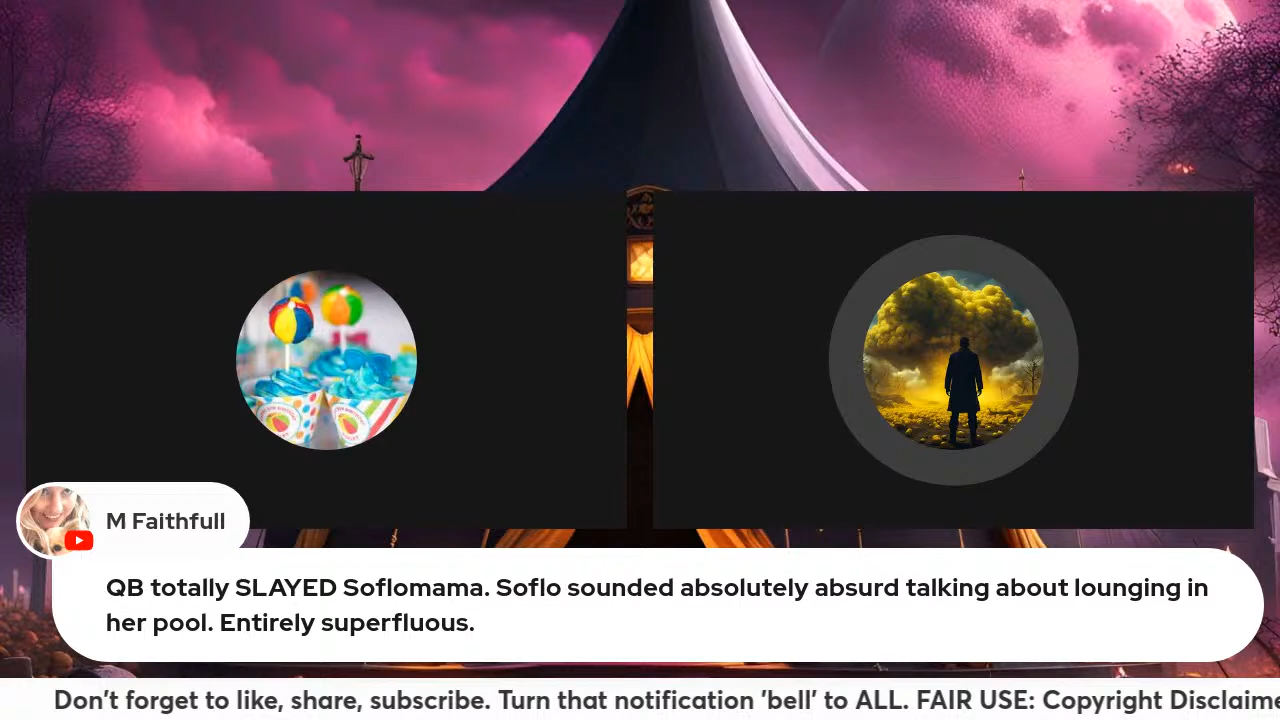 M Faithfull
QB totally SLAYED Soflomama. Soflo sounded absolutely absurd talking about lounging in
her pool. Entirely superfluous.
Don't forget to like, share, subscribe. Turn that notification 'bell' to ALL. FAIR USE: Copyright